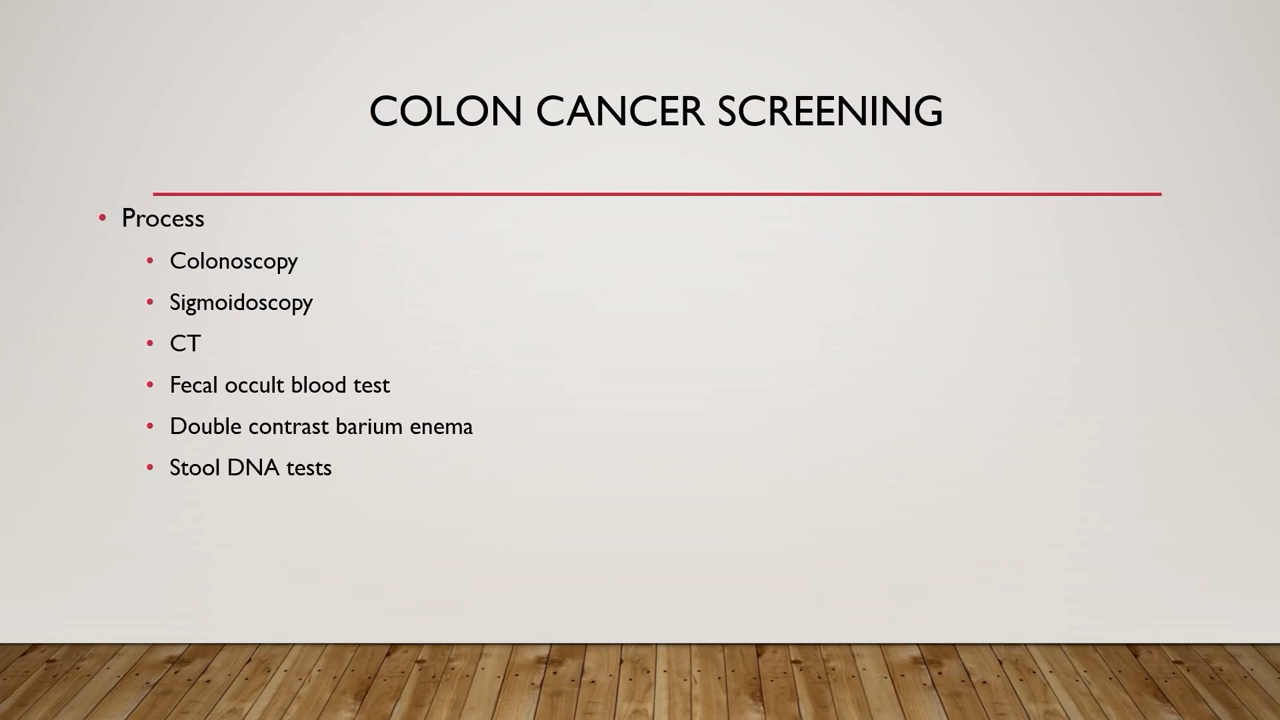 COLON CANCER SCREENING
• Process
• Colonoscopy
• Sigmoidoscopy
• CT
• Fecal occult blood test
• Double contrast barium enema
• Stool DNA tests